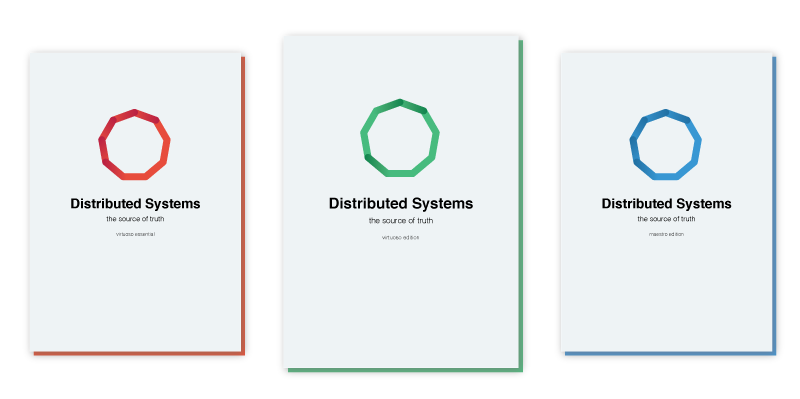 Distributed Systems
the source of truth
virtuoso essential
Distributed Systems
the source of truth
virtuoso edition
Distributed Systems
the source of truth
maestro edition